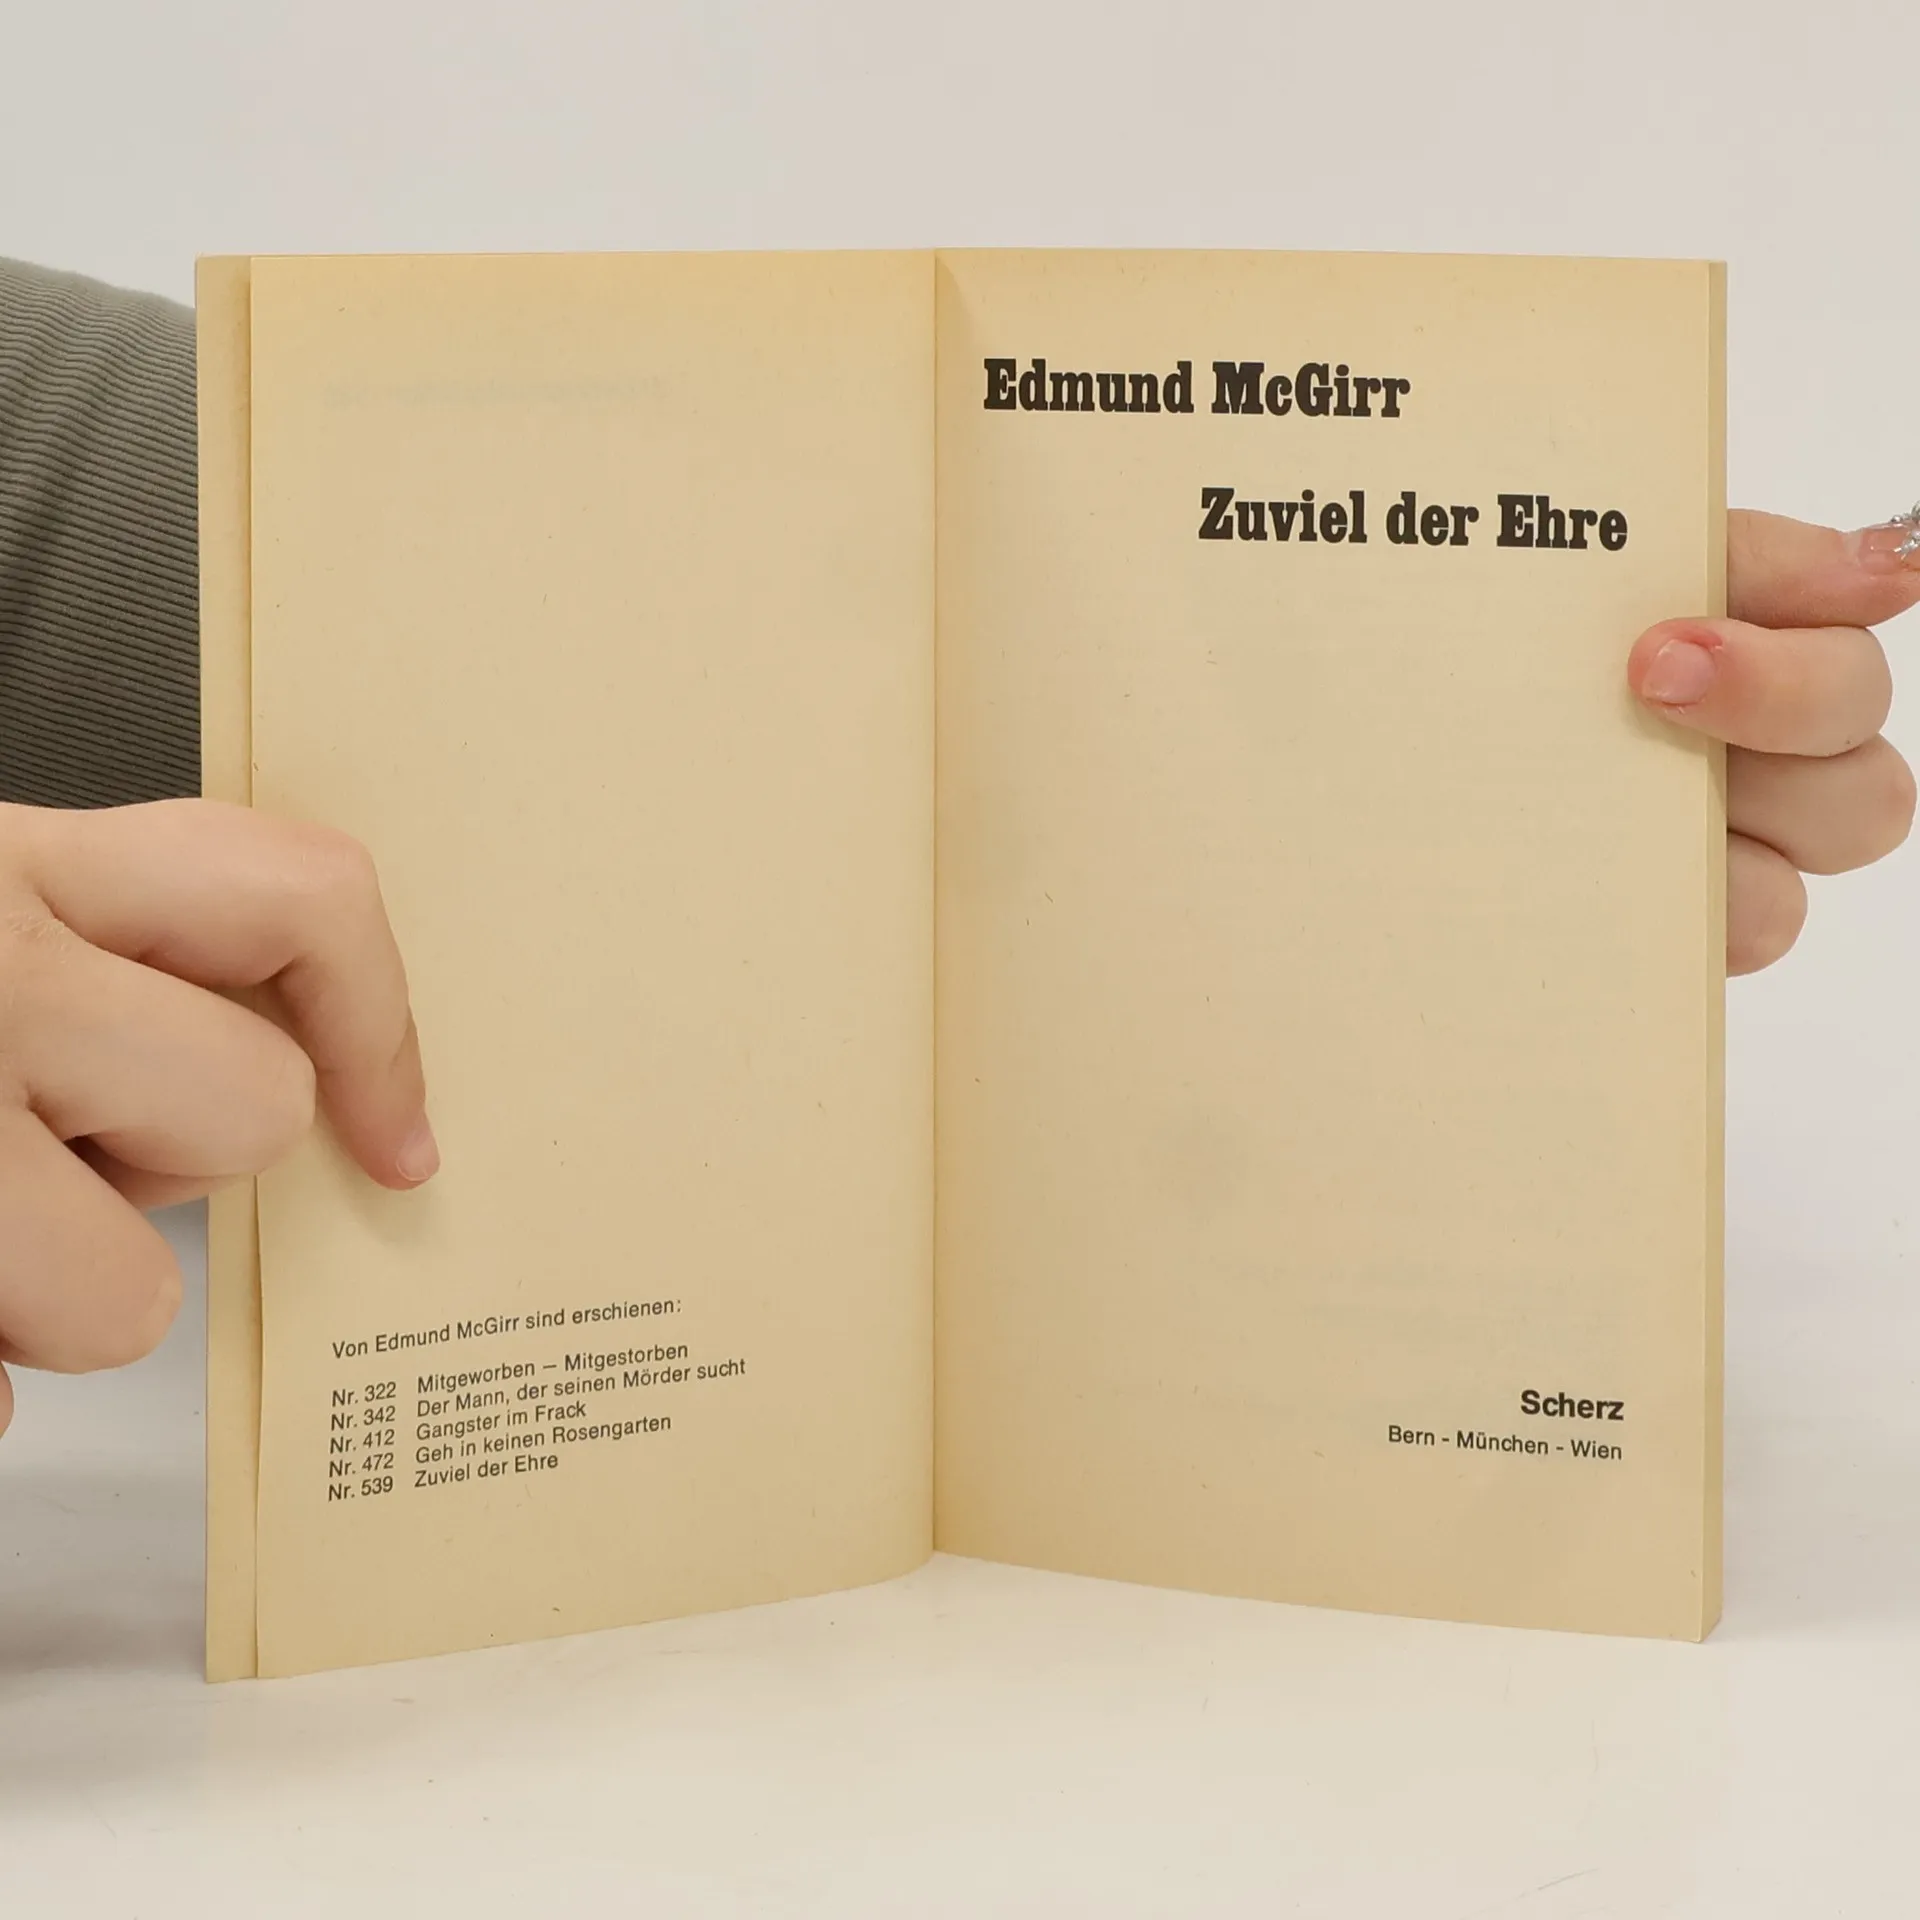 Von Edmund McGirr sind erschienen:
Nr. 322 Mitgeworben – Mitgestorben
Nr. 342 Der Mann, der seinen Mörder sucht
Nr. 412 Gangster im Frack
Nr. 472 Geh in keinen Rosengarten
Nr. 539 Zuviel der Ehre
Edmund McGirr
Zuviel der Ehre
Scherz
Bern - München - Wien